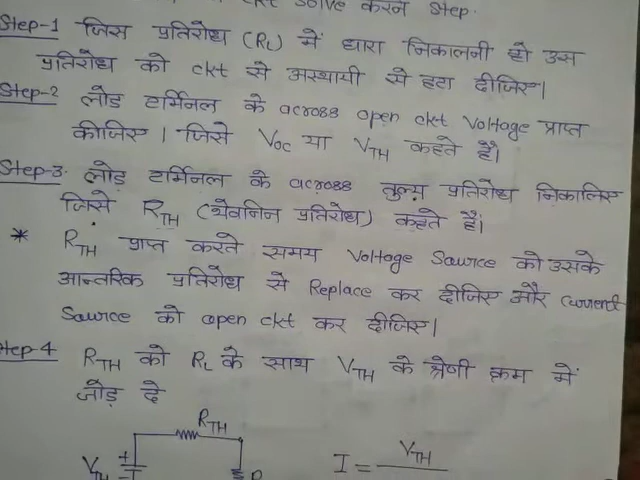 ckt solve करने Step.
Step-1 जिस प्रतिरोध (RL) में धारा निकालनी हो उस
प्रतिरोध को ckt से अस्थायी से हटा दीजिए।
Step-2 लोड टर्मिनल के across open ckt voltage प्राप्त
कीजिए। जिसे VOC या VTH कहते हैं।
Step-3. लोड़ टर्मिनल के across तुल्य प्रतिरोध निकालिए
जिसे RTH (थेवनिन प्रतिरोध) कहते हैं।
* RTH प्राप्त करते समय Voltage Source को उसके
आन्तरिक प्रतिरोध से Replace कर दीजिए और current
Source को open ckt कर दीजिए।
Step-4 RTH को RL के साथ VTH के श्रेणी क्रम में
जोड़ दे
RTH
VTH + I = VTH